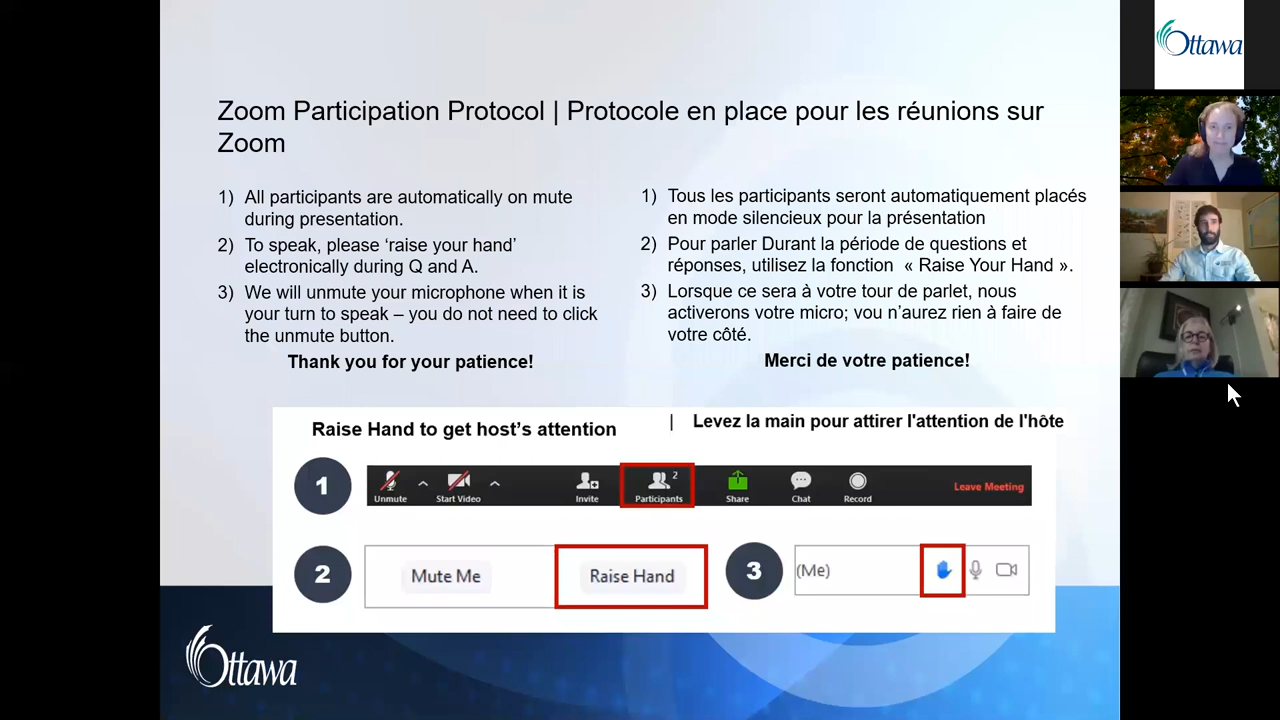 Zoom Participation Protocol | Protocole en place pour les réunions sur
Zoom
1) All participants are automatically on mute
during presentation.
2) To speak, please ‘raise your hand’
electronically during Q and A.
3) We will unmute your microphone when it is
your turn to speak – you do not need to click
the unmute button.
Thank you for your patience!
1) Tous les participants seront automatiquement placés
en mode silencieux pour la présentation
2) Pour parler Durant la période de questions et
réponses, utilisez la fonction « Raise Your Hand ».
3) Lorsque ce sera à votre tour de parlet, nous
activerons votre micro; vou n’aurez rien à faire de
votre côté.
Merci de votre patience!
Raise Hand to get host’s attention | Levez la main pour attirer l'attention de l'hôte
1
Unmute Start Video Invite Participants 2 Share Chat Record Leave Meeting
2 Mute Me Raise Hand
3 (Me)
Ottawa
Ottawa